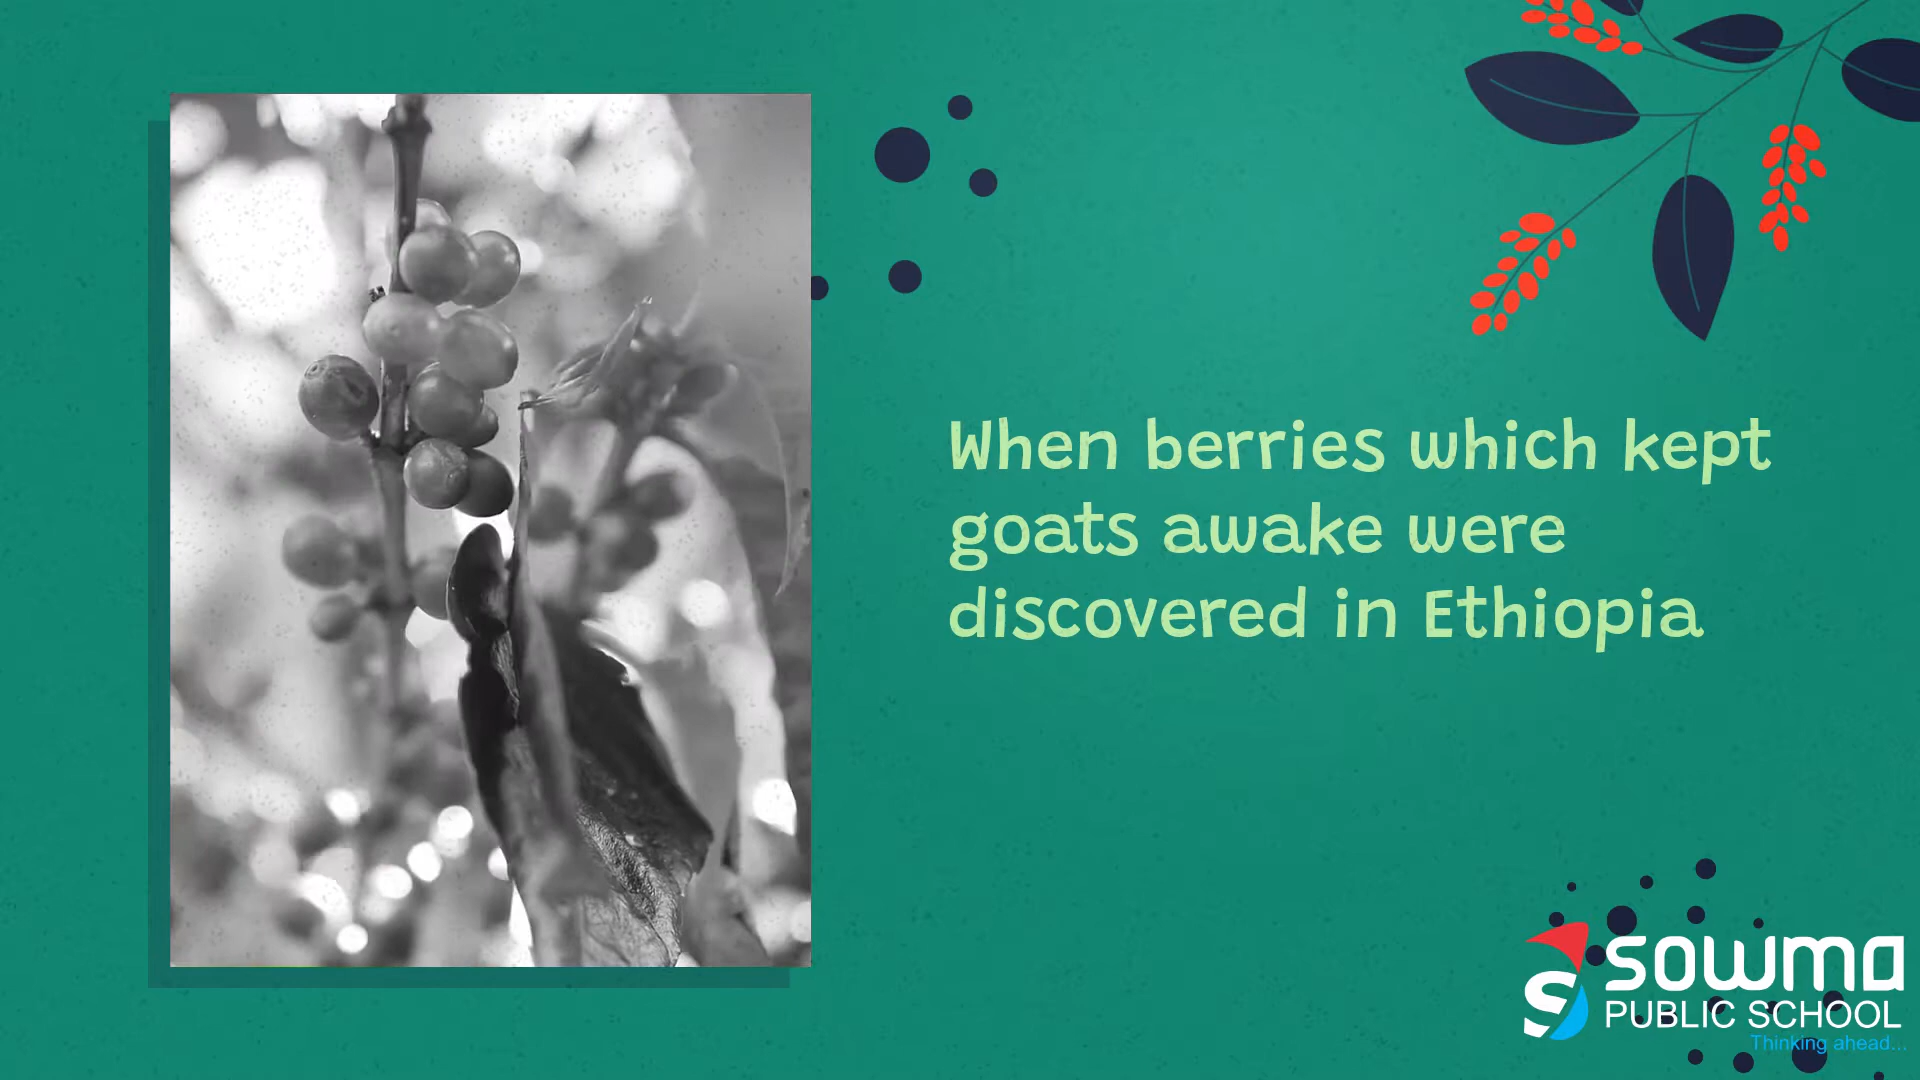 When berries which kept
goats awake were
discovered in Ethiopia
sowma
PUBLIC SCHOOL
Thinking ahead...